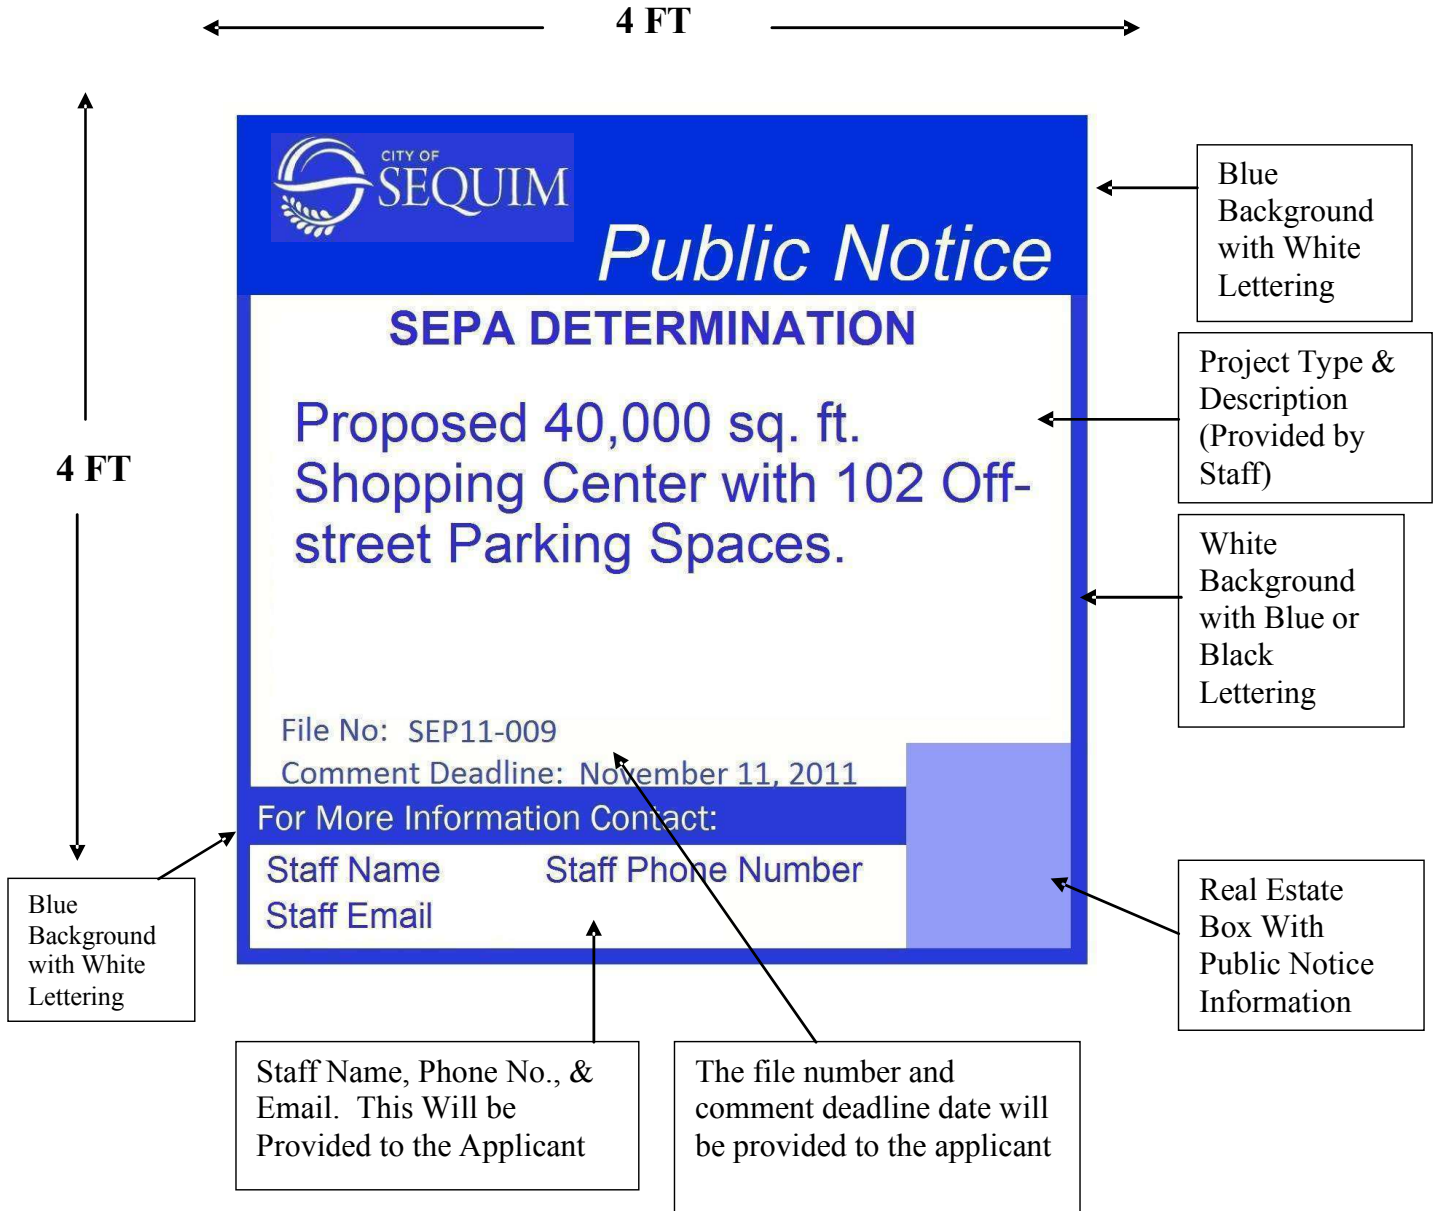 4 FT
4 FT
CITY OF
SEQUIM
Public Notice
SEPA DETERMINATION
Proposed 40,000 sq. ft.
Shopping Center with 102 Off-
street Parking Spaces.
File No: SEP11-009
Comment Deadline: November 11, 2011
For More Information Contact:
Staff Name Staff Phone Number
Staff Email
Blue
Background
with White
Lettering
Project Type &
Description
(Provided by
Staff)
White
Background
with Blue or
Black
Lettering
Real Estate
Box With
Public Notice
Information
Blue
Background
with White
Lettering
Staff Name, Phone No., &
Email. This Will be
Provided to the Applicant
The file number and
comment deadline date will
be provided to the applicant